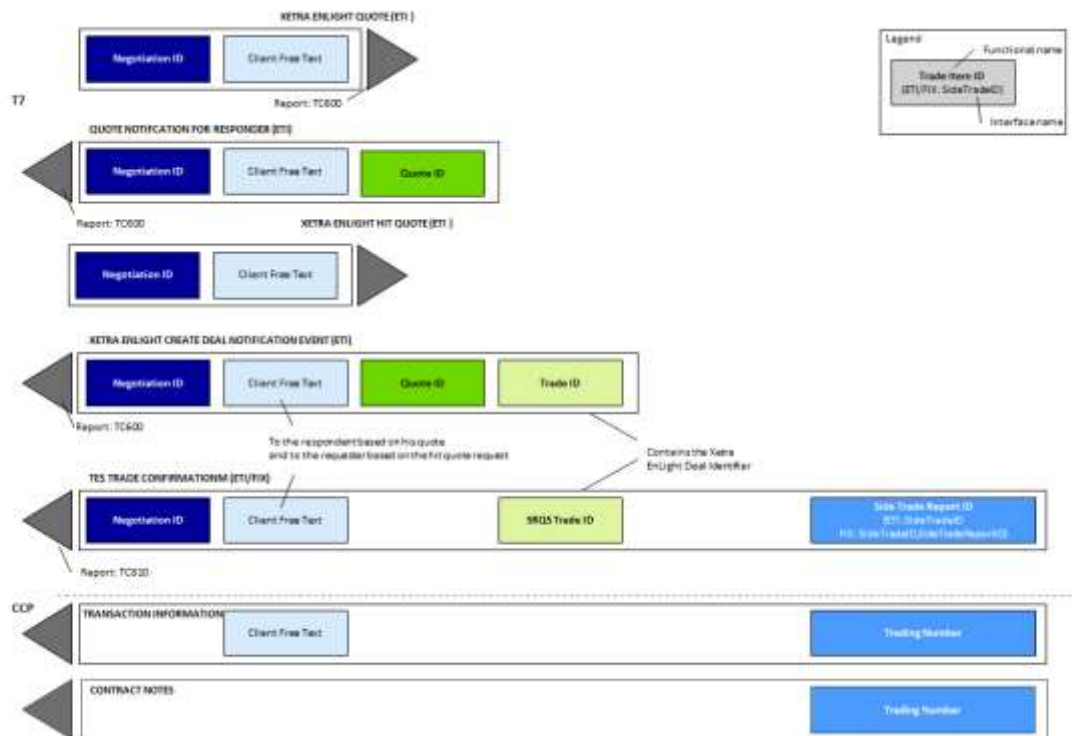 XETRA ENLIGHT QUOTE (ETI )
Negotiation ID
Client Free Text
Report: TC600
Legend
Functional name
Trade Item ID
(ETI/FIX: SideTradeID)
Interface name
T7
QUOTE NOTIFCATION FOR RESPONDER (ETI)
Negotiation ID
Client Free Text
Quote ID
Report: TC600
XETRA ENLIGHT HIT QUOTE (ETI )
Negotiation ID
Client Free Text
XETRA ENLIGHT CREATE DEAL NOTIFICATION EVENT (ETI)
Negotiation ID
Client Free Text
Quote ID
Trade ID
Report: TC600
To the respondent based on his quote
and to the requester based on the hit quote request
Contains the Xetra
EnLight Deal Identifier
TES TRADE CONFIRMATIONM (ETI/FIX)
Negotiation ID
Client Free Text
SRQS Trade ID
Side Trade Report ID
(ETI: SideTradeID
FIX: SideTradeID/SideTradeReportID)
Report: TC810
CCP
TRANSACTION INFORMATION
Client Free Text
Trading Number
CONTRACT NOTES
Trading Number